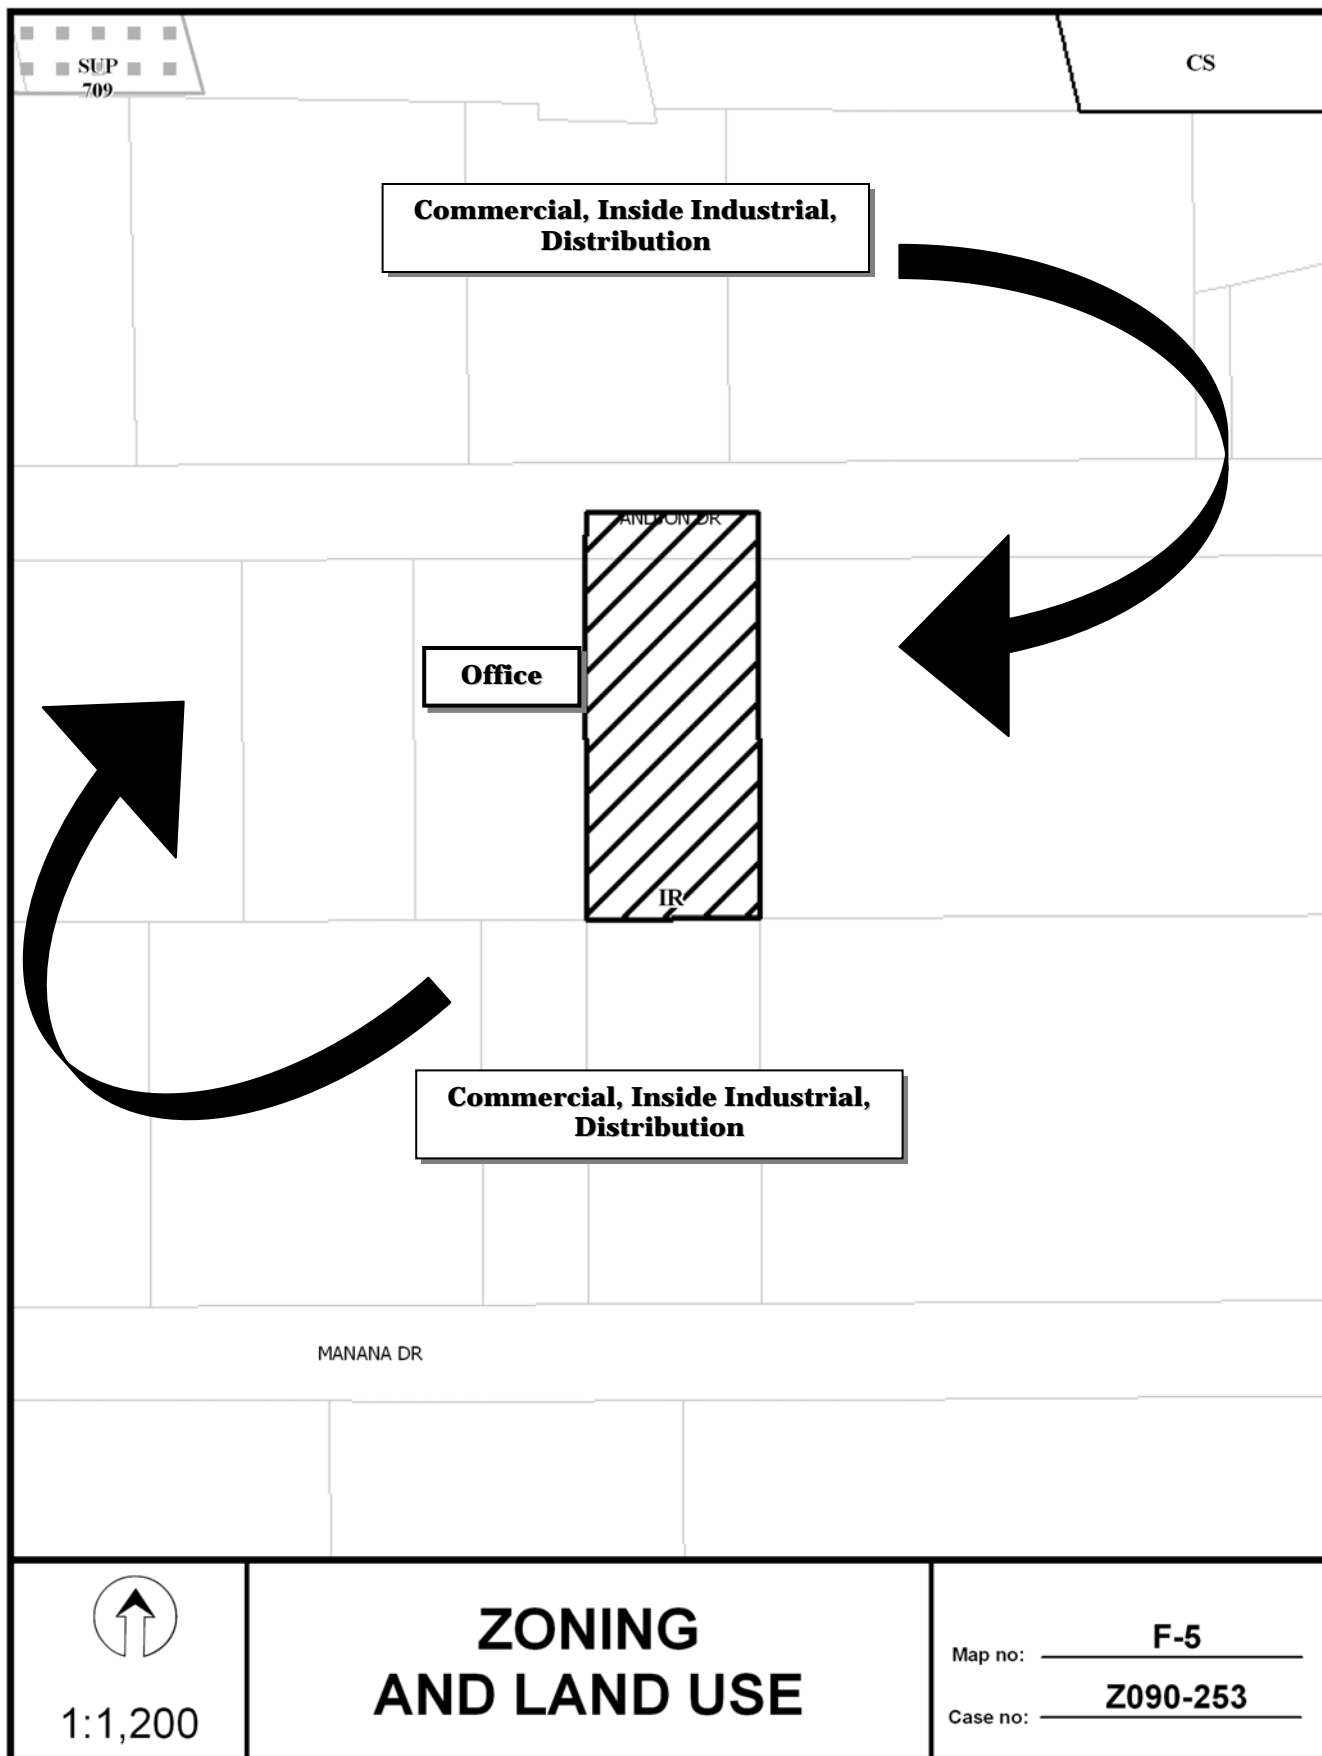 SUP
709
CS
Commercial, Inside Industrial,
Distribution
DR
Office
IR
Commercial, Inside Industrial,
Distribution
MANANA DR
1:1,200
ZONING
AND LAND USE
Map no: F-5
Case no: Z090-253